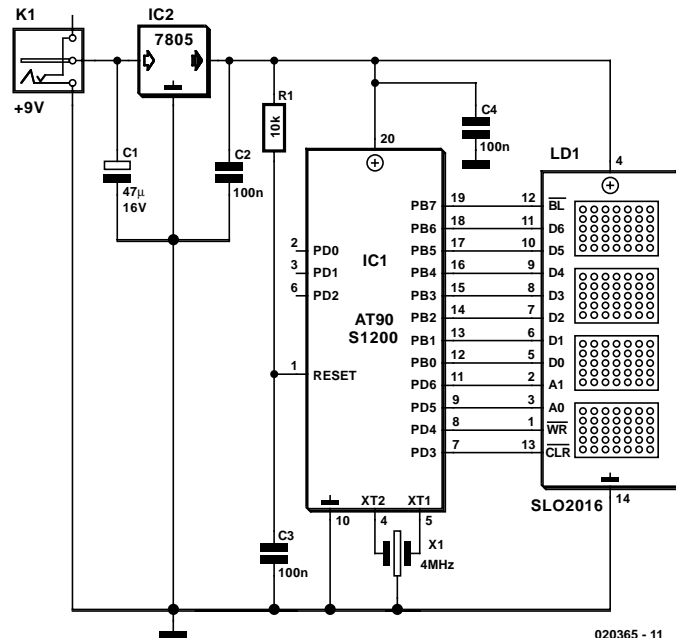 K1
IC2
7805
+9V
R1
10k
C1
47µ
16V
C2
100n
C4
100n
LD1
20
4
IC1
AT90
S1200
2 PD0
3 PD1
6 PD2
1 RESET
PB7 19 12 BL
PB6 18 11 D6
PB5 17 10 D5
PB4 16 9 D4
PB3 15 8 D3
PB2 14 7 D2
PB1 13 6 D1
PB0 12 5 D0
PD6 11 2 A1
PD5 9 3 A0
PD4 8 1 WR
PD3 7 13 CLR
XT2 XT1
10 4 5
14
SLO2016
C3
100n
X1
4MHz
020365 - 11